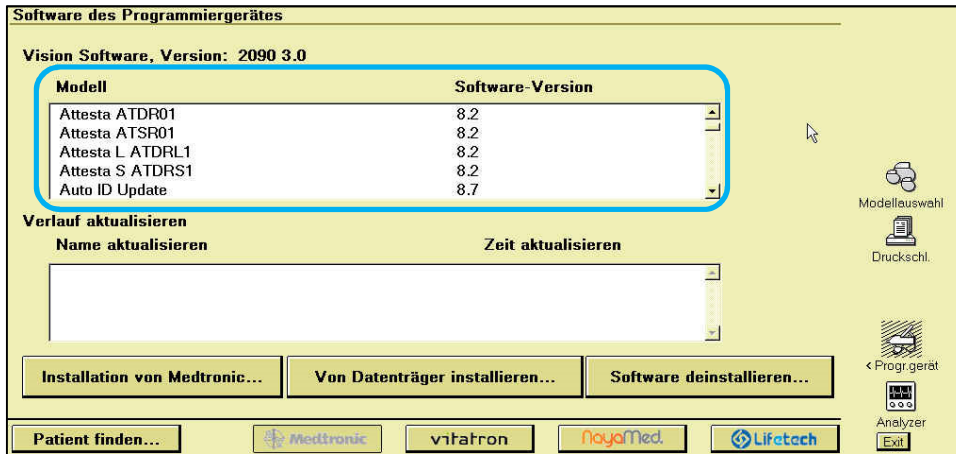 Software des Programmiergerätes
Vision Software, Version: 2090 3.0
Modell Software-Version
Attesta ATDR01 8.2
Attesta ATSR01 8.2
Attesta L ATDRL1 8.2
Attesta S ATDRS1 8.2
Auto ID Update 8.7
Modellauswahl
Verlauf aktualisieren
Name aktualisieren Zeit aktualisieren
Druckschl.
< Progr.gerät
Installation von Medtronic... Von Datenträger installieren... Software deinstallieren...
Analyzer
Patient finden... Medtronic vitatron NayaMed. Lifetech Exit